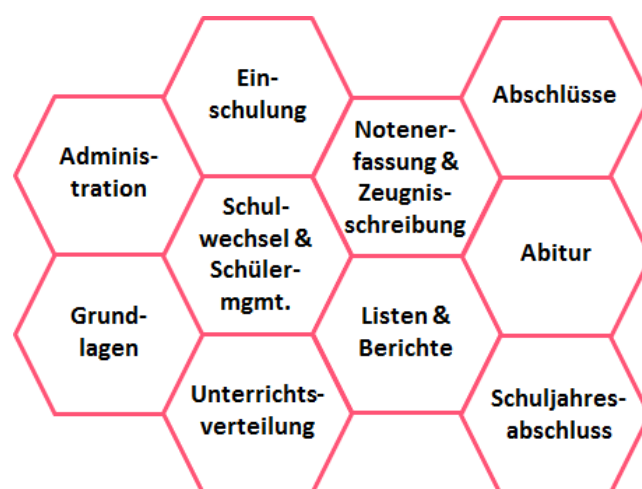 Ein-
schulung
Abschlüsse
Adminis-
tration
Notener-
fassung &
Zeugnis-
schreibung
Schul-
wechsel &
Schüler-
mgmt.
Abitur
Grund-
lagen
Listen &
Berichte
Unterrichts-
verteilung
Schuljahres-
abschluss